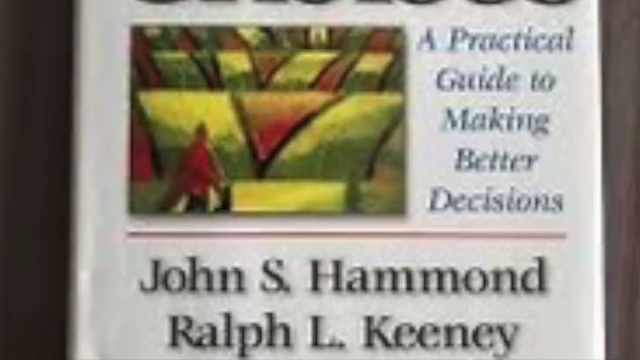 A Practical
Guide to
Making
Better
Decisions
John S. Hammond
Ralph L. Keeney